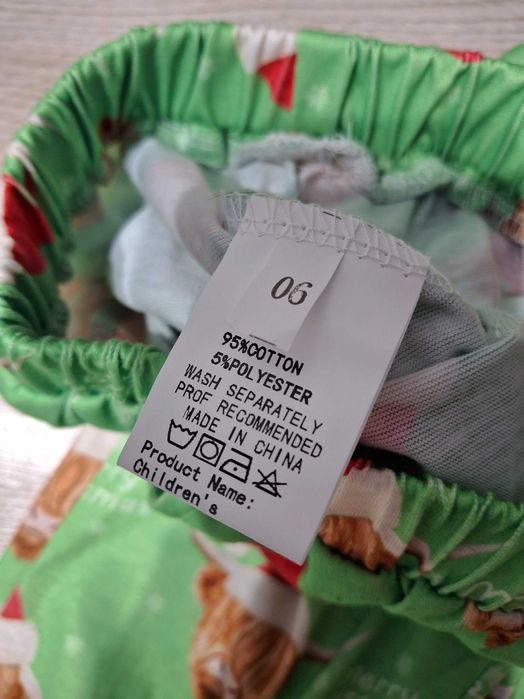 06
95%COTTON
5%POLYESTER
WASH SEPARATELY
PROF RECOMMENDED
MADE IN CHINA
Product Name:
Children's